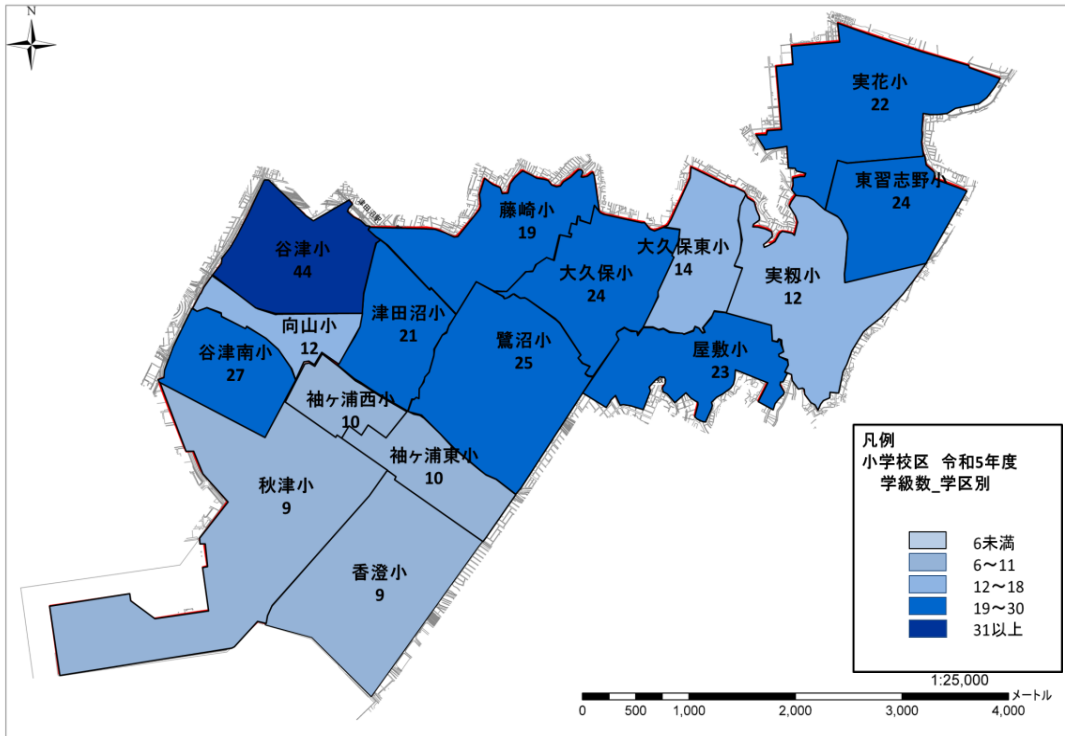 N
実花小
22
東習志野小
24
藤崎小
19
津田沼駅
谷津小
44
大久保東小
14
大久保小
24
実籾小
12
向山小
12
津田沼小
21
鷺沼小
25
屋敷小
23
谷津南小
27
袖ヶ浦西小
10
袖ヶ浦東小
10
秋津小
9
香澄小
9
凡例
小学校区 令和5年度
学級数_学区別
6未満
6～11
12～18
19～30
31以上
1:25,000
メートル
0 500 1,000 2,000 3,000 4,000